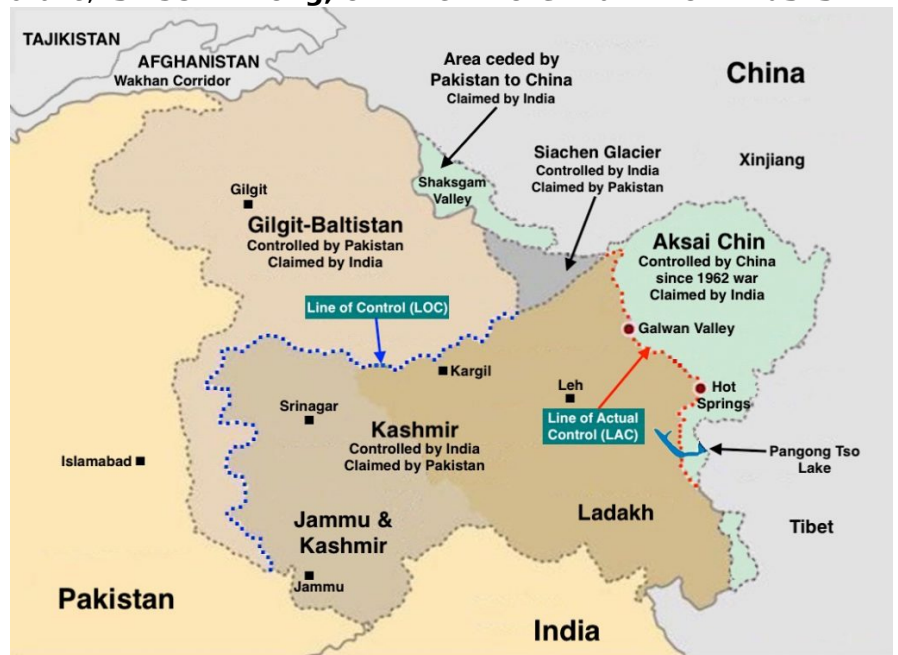 TAJIKISTAN
AFGHANISTAN
Wakhan Corridor
Area ceded by
Pakistan to China
Claimed by India
China
Siachen Glacier
Controlled by India
Claimed by Pakistan
Xinjiang
Shaksgam
Valley
Gilgit
Gilgit-Baltistan
Controlled by Pakistan
Claimed by India
Aksai Chin
Controlled by China
since 1962 war
Claimed by India
Line of Control (LOC)
Galwan Valley
Kargil
Leh
Hot
Springs
Srinagar
Line of Actual
Control (LAC)
Kashmir
Controlled by India
Claimed by Pakistan
Islamabad
Pangong Tso
Lake
Jammu &
Kashmir
Ladakh
Tibet
Jammu
Pakistan
India